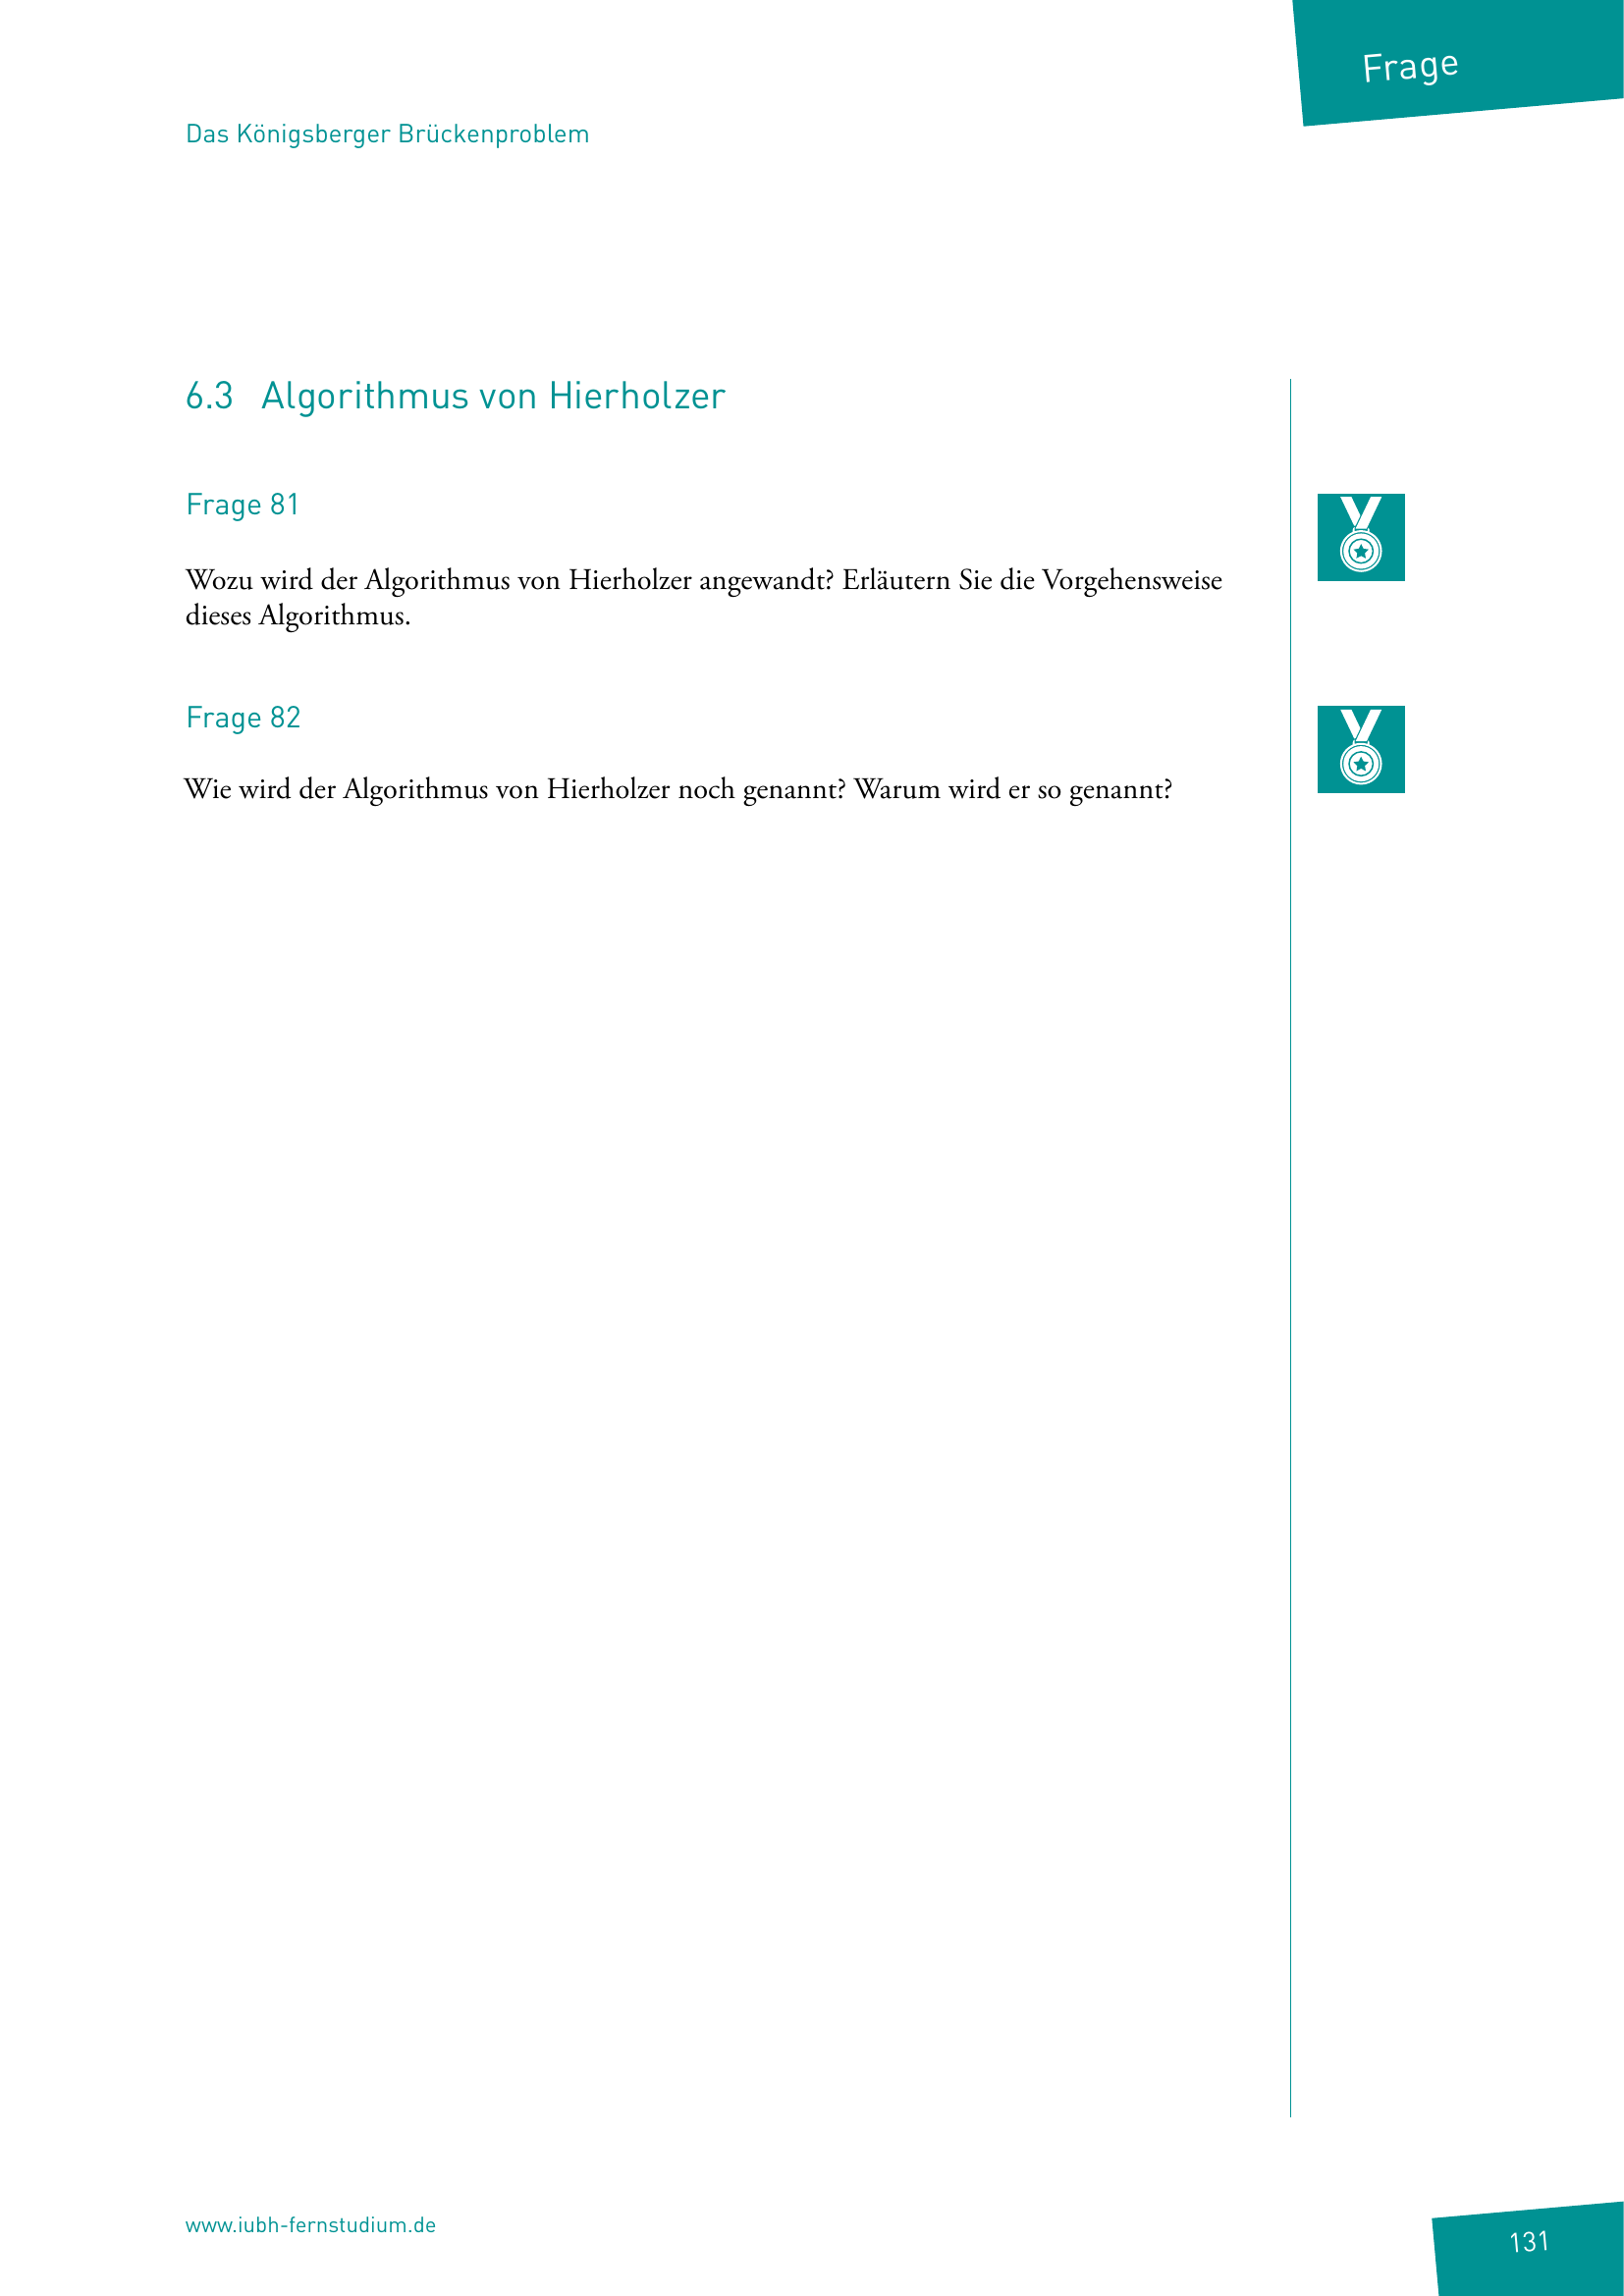 Frage
Das Königsberger Brückenproblem
6.3 Algorithmus von Hierholzer
Frage 81
Wozu wird der Algorithmus von Hierholzer angewandt? Erläutern Sie die Vorgehensweise
dieses Algorithmus.
Frage 82
Wie wird der Algorithmus von Hierholzer noch genannt? Warum wird er so genannt?
www.iubh-fernstudium.de
131